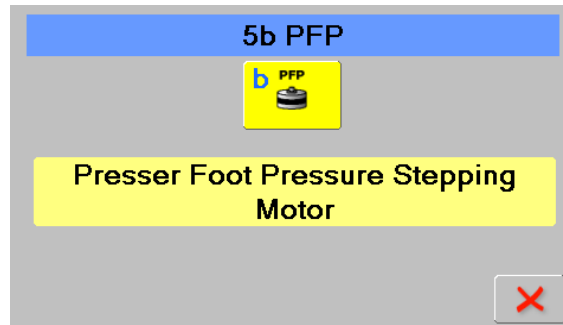 5b PFP
b PFP
Presser Foot Pressure Stepping
Motor